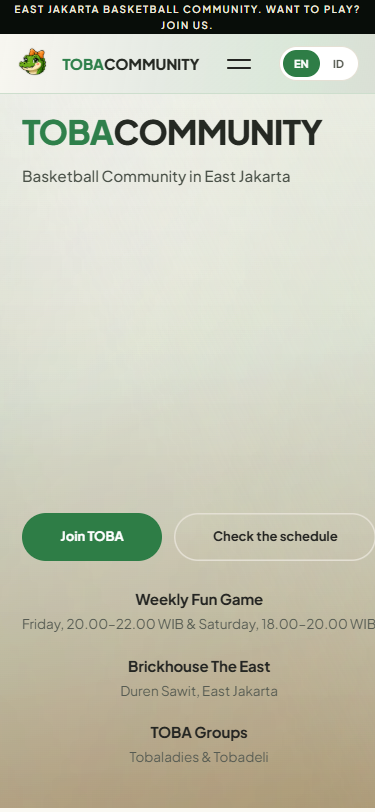 EAST JAKARTA BASKETBALL COMMUNITY. WANT TO PLAY?
JOIN US.
TOBACOMMUNITY
EN
ID
TOBACOMMUNITY
Basketball Community in East Jakarta
Join TOBA
Check the schedule
Weekly Fun Game
Friday, 20.00–22.00 WIB & Saturday, 18.00–20.00 WIB
Brickhouse The East
Duren Sawit, East Jakarta
TOBA Groups
Tobaladies & Tobadeli